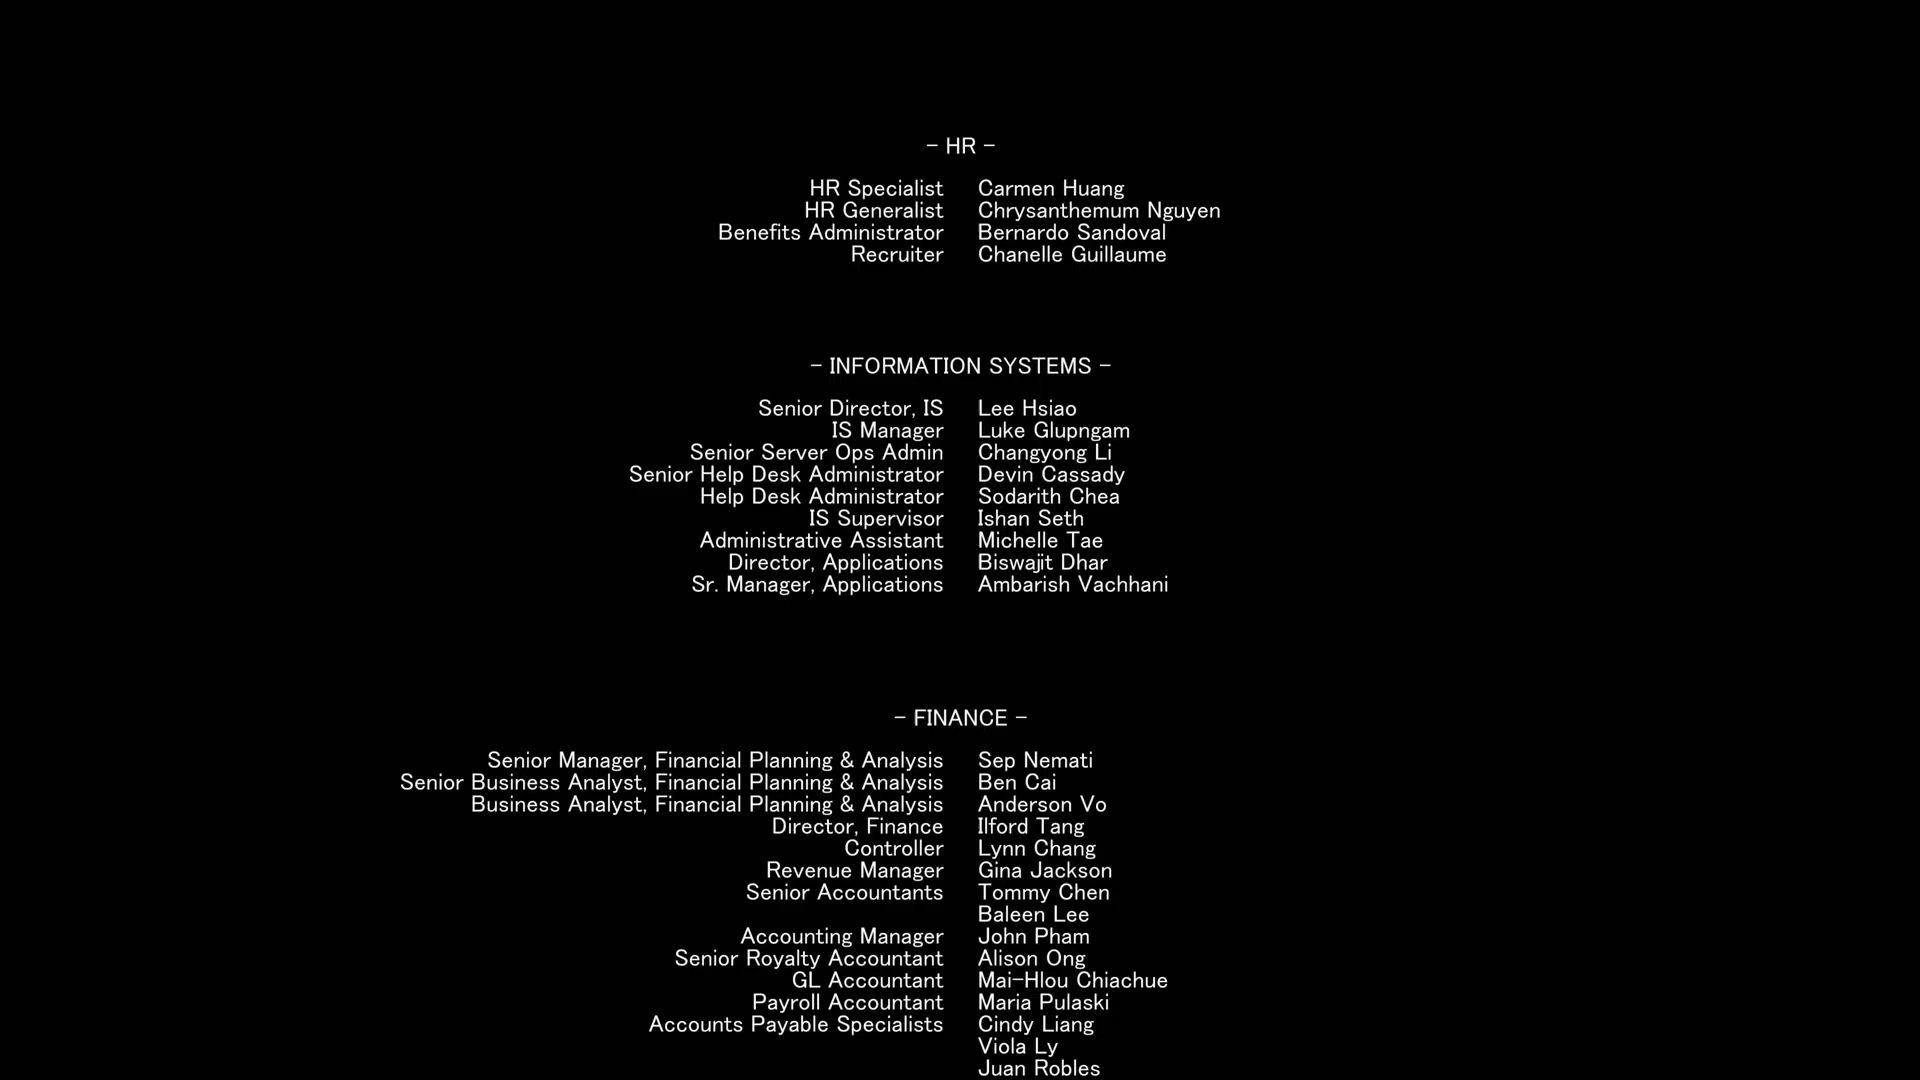 - HR -
HR Specialist Carmen Huang
HR Generalist Chrysanthemum Nguyen
Benefits Administrator Bernardo Sandoval
Recruiter Chanelle Guillaume
- INFORMATION SYSTEMS -
Senior Director, IS Lee Hsiao
IS Manager Luke Glupngam
Senior Server Ops Admin Changyong Li
Senior Help Desk Administrator Devin Cassady
Help Desk Administrator Sodarith Chea
IS Supervisor Ishan Seth
Administrative Assistant Michelle Tae
Director, Applications Biswajit Dhar
Sr. Manager, Applications Ambarish Vachhani
- FINANCE -
Senior Manager, Financial Planning & Analysis Sep Nemati
Senior Business Analyst, Financial Planning & Analysis Ben Cai
Business Analyst, Financial Planning & Analysis Anderson Vo
Director, Finance Ilford Tang
Controller Lynn Chang
Revenue Manager Gina Jackson
Senior Accountants Tommy Chen
Baleen Lee
Accounting Manager John Pham
Senior Royalty Accountant Alison Ong
GL Accountant Mai-Hlou Chiachue
Payroll Accountant Maria Pulaski
Accounts Payable Specialists Cindy Liang
Viola Ly
Juan Robles